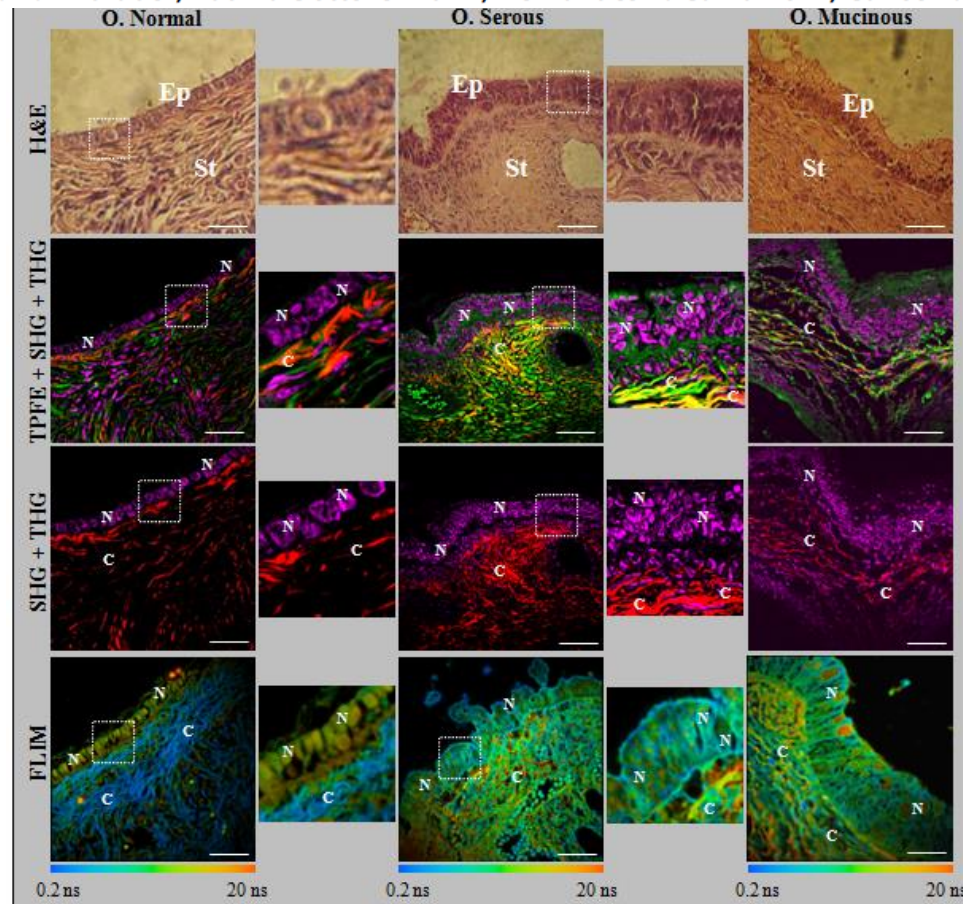 O. Normal O. Serous O. Mucinous
H&E
Ep Ep Ep
St St St
TPFE + SHG + THG
N N N N N N N N
C C C C C
SHG + THG
N N N N N N N N
C C C C C C C
FLIM
N N N N N N N N N N
C C C C C C C
0.2 ns 20 ns 0.2 ns 20 ns 0.2 ns 20 ns